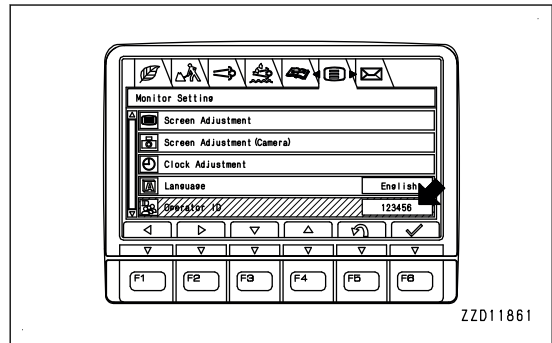 Monitor Setting
Screen Adjustment
Screen Adjustment (Camera)
Clock Adjustment
A
Language English
Operator ID 123456
F1 F2 F3 F4 F5 F6
ZZD11861